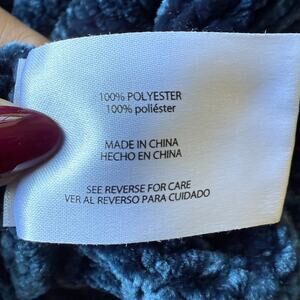 100% POLYESTER
100% poliéster
MADE IN CHINA
HECHO EN CHINA
SEE REVERSE FOR CARE
VER AL REVERSO PARA CUIDADO